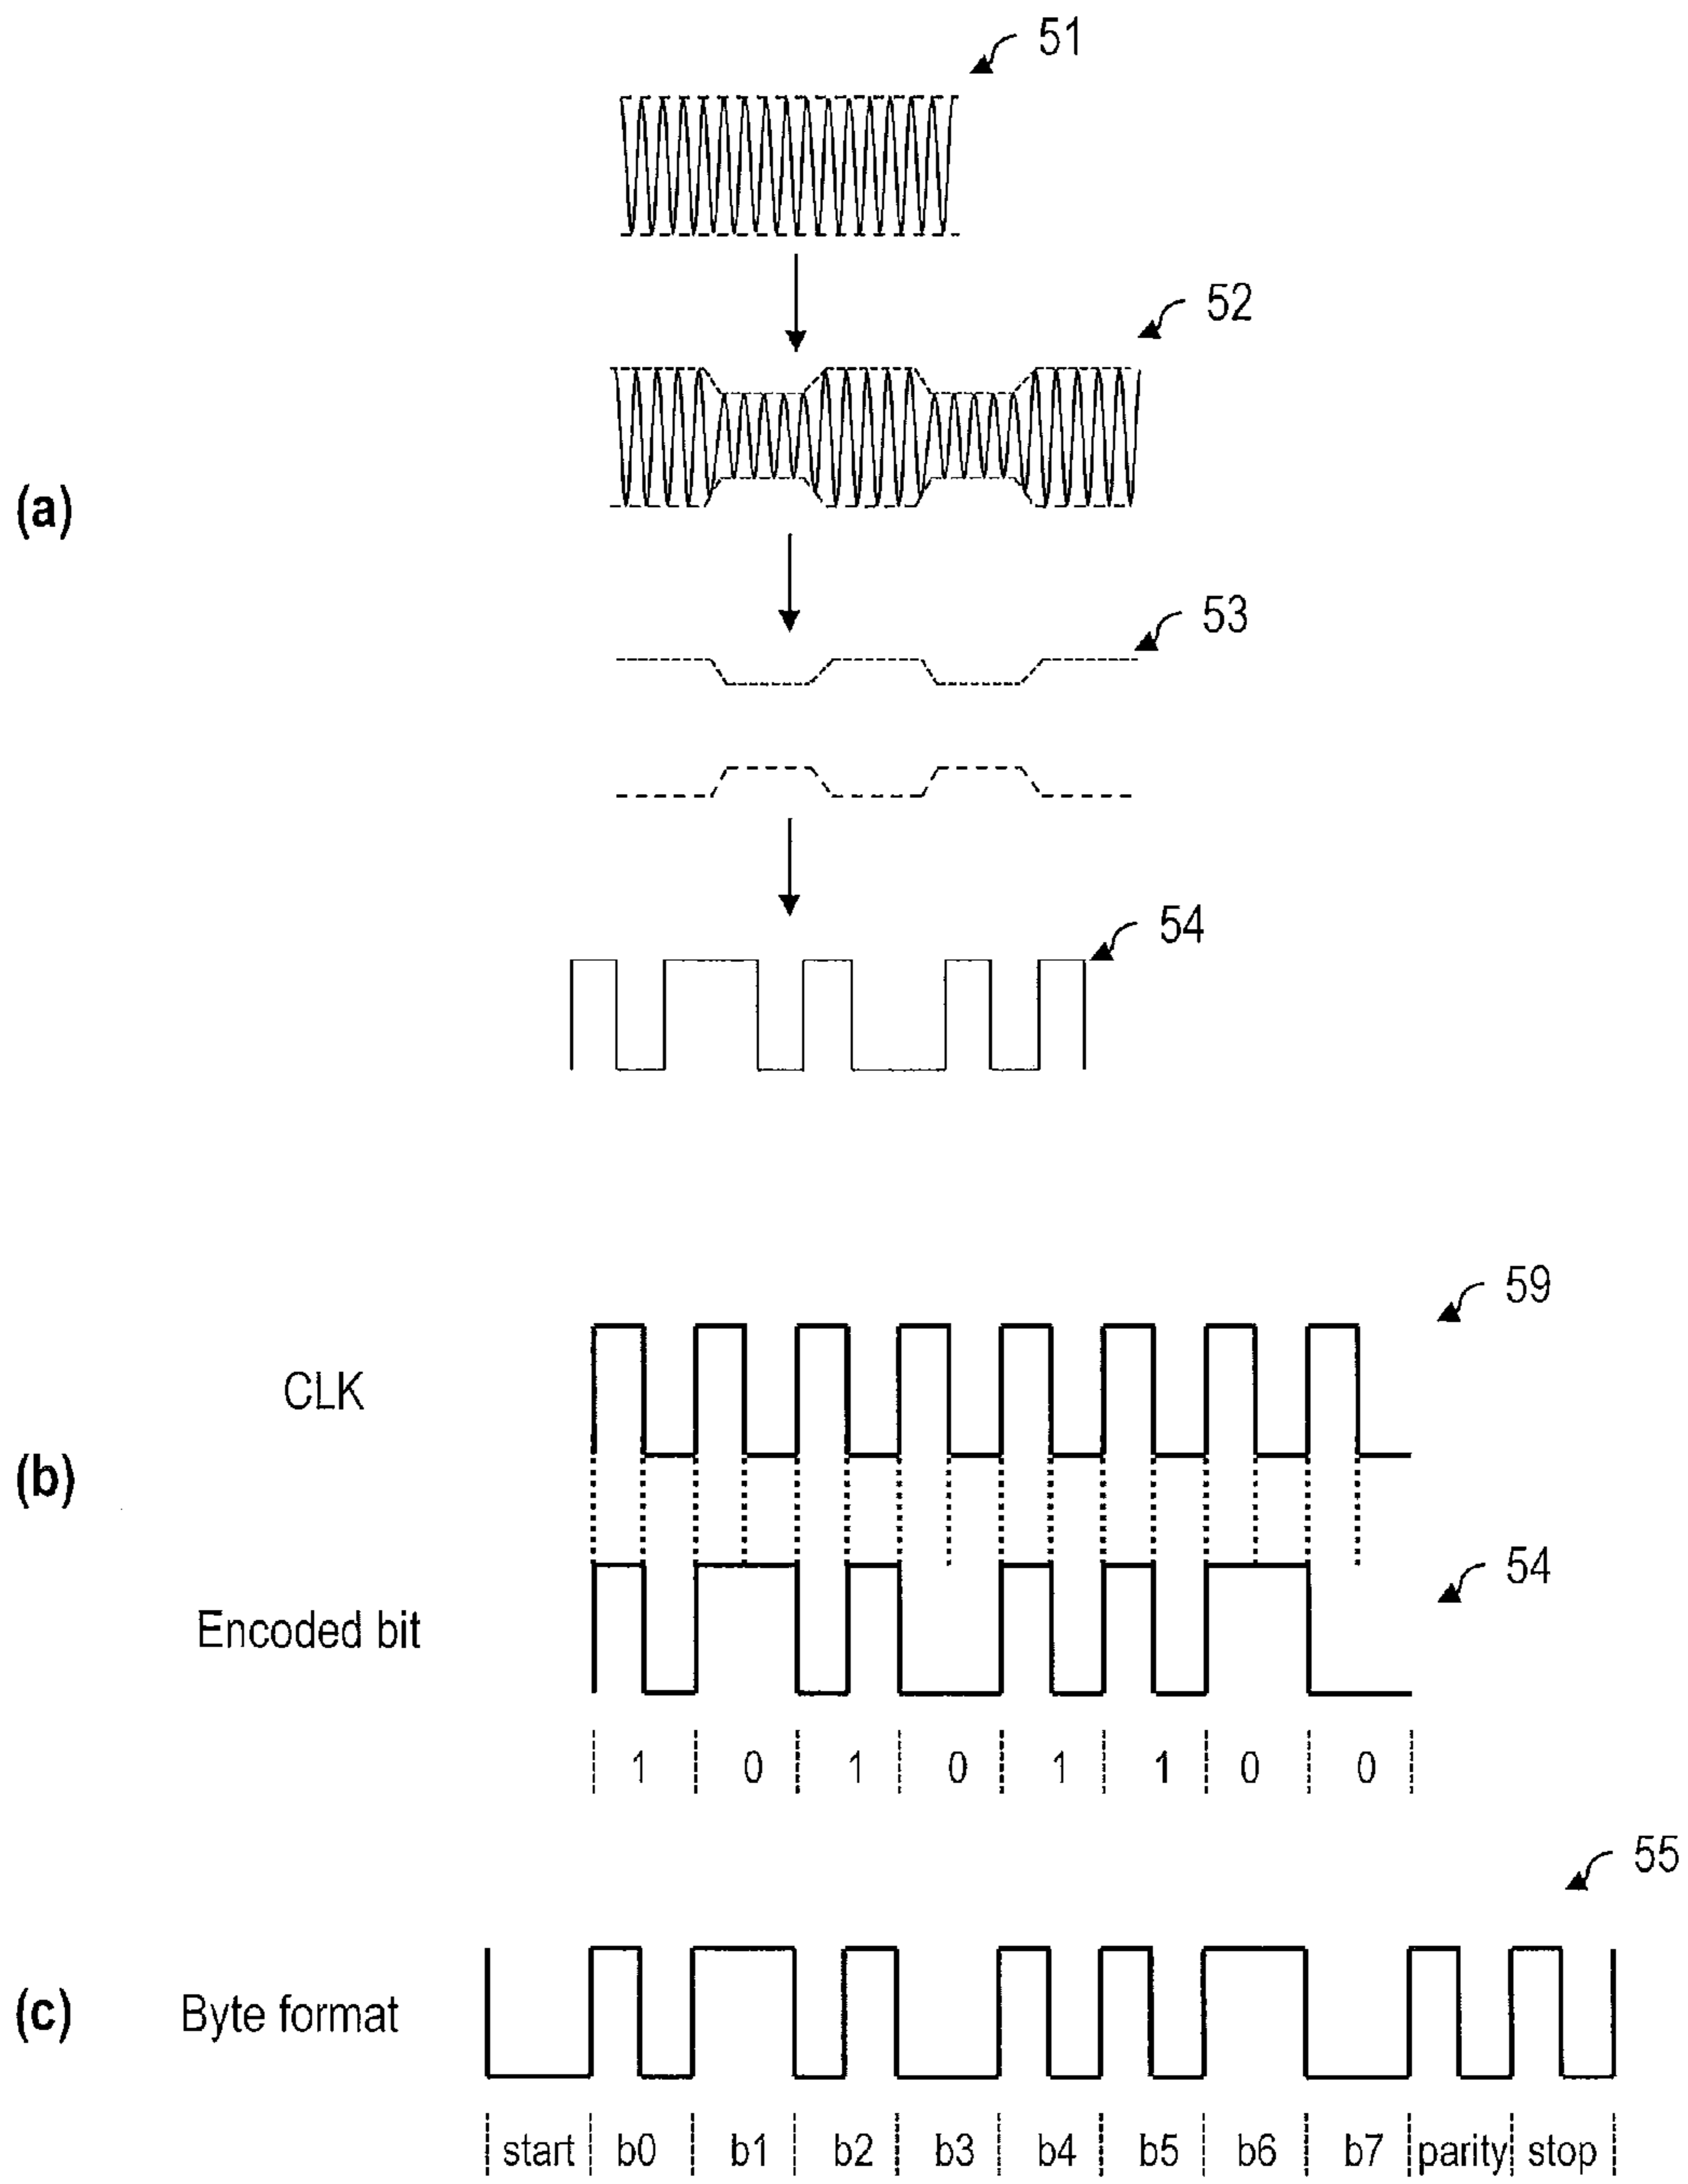 51
52
(a)
53
54
59
CLK
(b)
54
Encoded bit
1 0 1 0 1 1 0 0
55
(c) Byte format
start b0 b1 b2 b3 b4 b5 b6 b7 parity stop